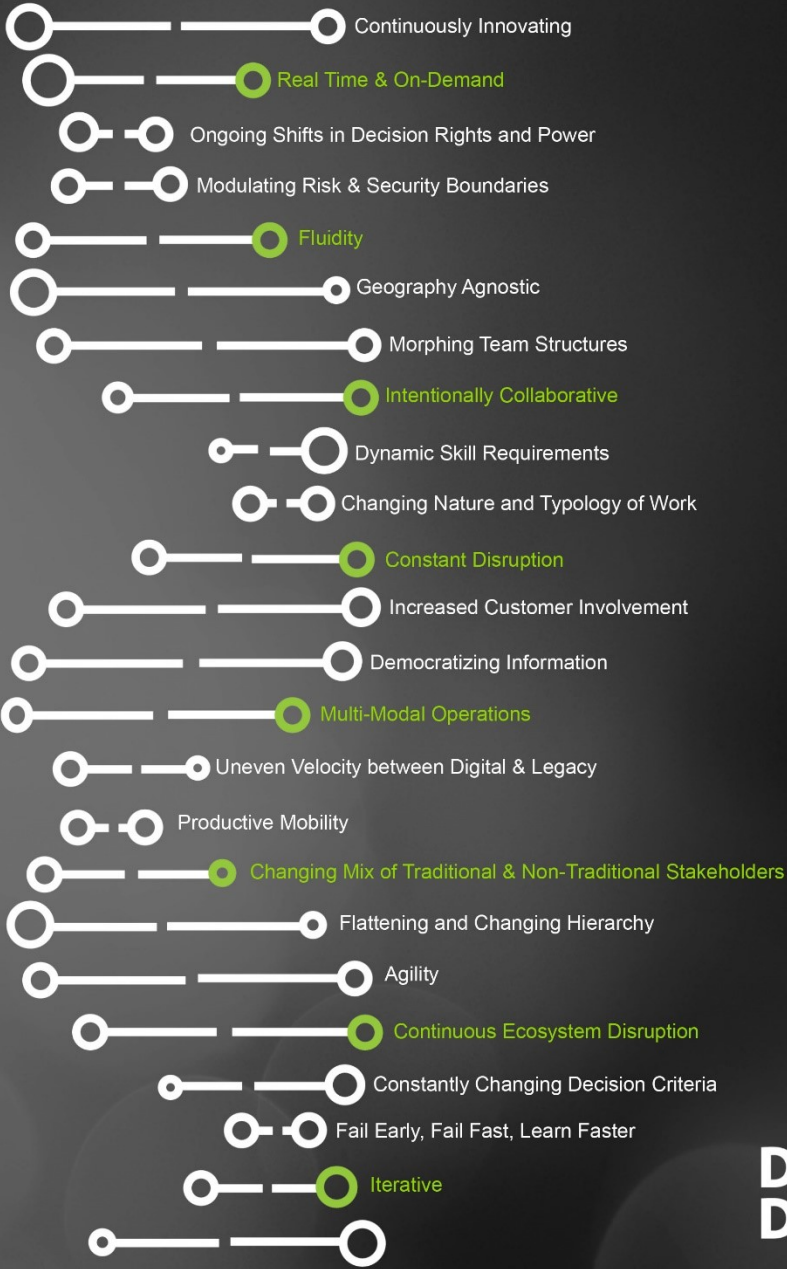 Continuously Innovating
Real Time & On-Demand
Ongoing Shifts in Decision Rights and Power
Modulating Risk & Security Boundaries
Fluidity
Geography Agnostic
Morphing Team Structures
Intentionally Collaborative
Dynamic Skill Requirements
Changing Nature and Typology of Work
Constant Disruption
Increased Customer Involvement
Democratizing Information
Multi-Modal Operations
Uneven Velocity between Digital & Legacy
Productive Mobility
Changing Mix of Traditional & Non-Traditional Stakeholders
Flattening and Changing Hierarchy
Agility
Continuous Ecosystem Disruption
Constantly Changing Decision Criteria
Fail Early, Fail Fast, Learn Faster
Iterative
D
D